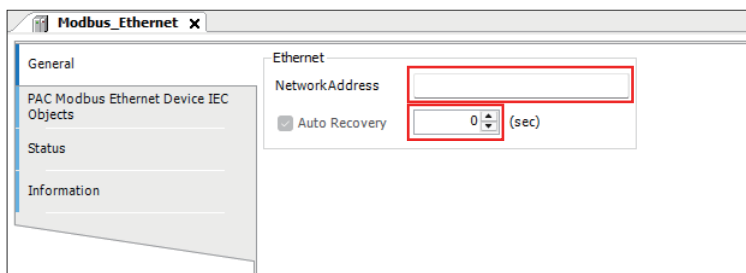 Modbus_Ethernet x
General
PAC Modbus Ethernet Device IEC
Objects
Status
Information
Ethernet
NetworkAddress
Auto Recovery 0 (sec)